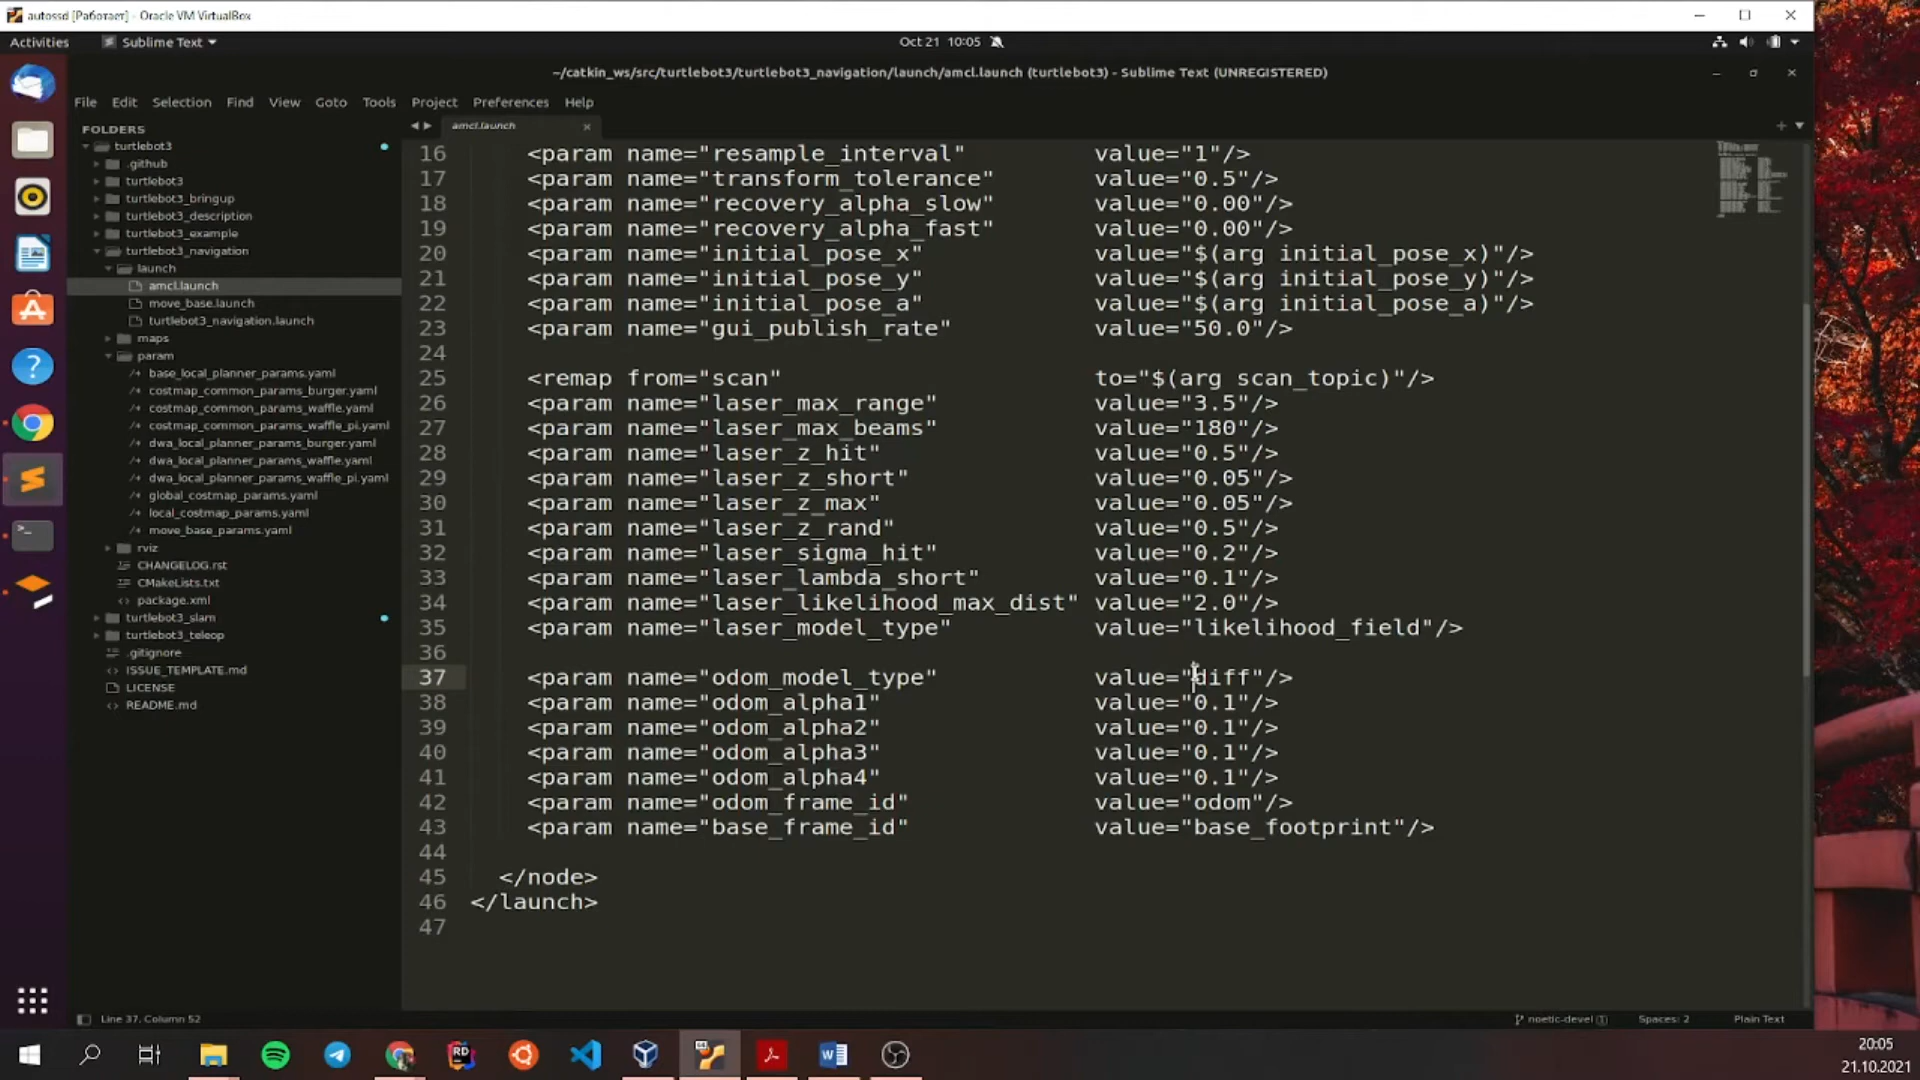 autossd [Работает] - Oracle VM VirtualBox
Activities
Sublime Text
Oct 21 10:05
~/catkin_ws/src/turtlebot3/turtlebot3_navigation/launch/amcl.launch (turtlebot3) - Sublime Text (UNREGISTERED)
File Edit Selection Find View Goto Tools Project Preferences Help
FOLDERS
turtlebot3
.github
turtlebot3
turtlebot3_bringup
turtlebot3_description
turtlebot3_example
turtlebot3_navigation
launch
amcl.launch
move_base.launch
turtlebot3_navigation.launch
maps
param
base_local_planner_params.yaml
costmap_common_params_burger.yaml
costmap_common_params_waffle.yaml
costmap_common_params_waffle_pi.yaml
dwa_local_planner_params_burger.yaml
dwa_local_planner_params_waffle.yaml
dwa_local_planner_params_waffle_pi.yaml
global_costmap_params.yaml
local_costmap_params.yaml
move_base_params.yaml
rviz
CHANGELOG.rst
CMakeLists.txt
package.xml
turtlebot3_slam
turtlebot3_teleop
.gitignore
ISSUE_TEMPLATE.md
LICENSE
README.md
amcl.launch
16 <param name="resample_interval" value="1"/>
17 <param name="transform_tolerance" value="0.5"/>
18 <param name="recovery_alpha_slow" value="0.00"/>
19 <param name="recovery_alpha_fast" value="0.00"/>
20 <param name="initial_pose_x" value="$(arg initial_pose_x)"/>
21 <param name="initial_pose_y" value="$(arg initial_pose_y)"/>
22 <param name="initial_pose_a" value="$(arg initial_pose_a)"/>
23 <param name="gui_publish_rate" value="50.0"/>
24
25 <remap from="scan" to="$(arg scan_topic)"/>
26 <param name="laser_max_range" value="3.5"/>
27 <param name="laser_max_beams" value="180"/>
28 <param name="laser_z_hit" value="0.5"/>
29 <param name="laser_z_short" value="0.05"/>
30 <param name="laser_z_max" value="0.05"/>
31 <param name="laser_z_rand" value="0.5"/>
32 <param name="laser_sigma_hit" value="0.2"/>
33 <param name="laser_lambda_short" value="0.1"/>
34 <param name="laser_likelihood_max_dist" value="2.0"/>
35 <param name="laser_model_type" value="likelihood_field"/>
36
37 <param name="odom_model_type" value="diff"/>
38 <param name="odom_alpha1" value="0.1"/>
39 <param name="odom_alpha2" value="0.1"/>
40 <param name="odom_alpha3" value="0.1"/>
41 <param name="odom_alpha4" value="0.1"/>
42 <param name="odom_frame_id" value="odom"/>
43 <param name="base_frame_id" value="base_footprint"/>
44
45 </node>
46 </launch>
47
Line 37, Column 52
noetic-devel (1)
Spaces: 2
Plain Text
20:05
21.10.2021